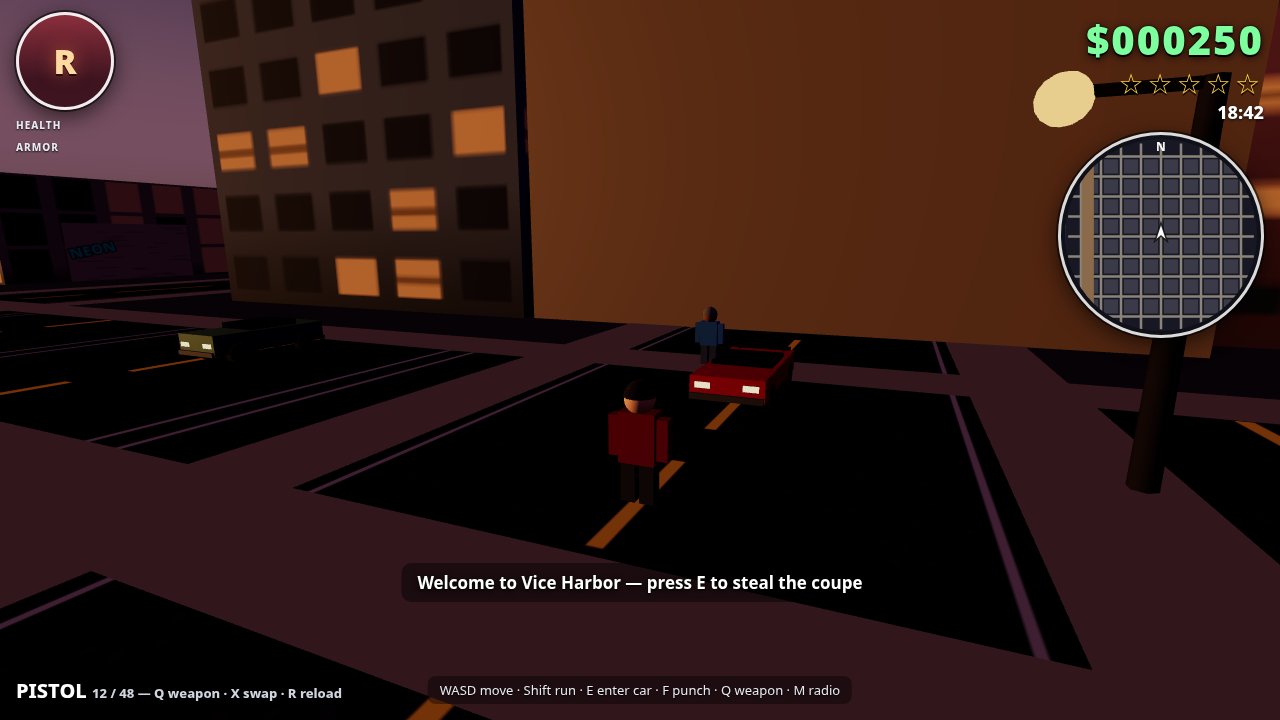 R
HEALTH
ARMOR
$000250
☆ ☆ ☆ ☆ ☆
18:42
N
NEON
Welcome to Vice Harbor — press E to steal the coupe
PISTOL 12 / 48 — Q weapon · X swap · R reload
WASD move · Shift run · E enter car · F punch · Q weapon · M radio